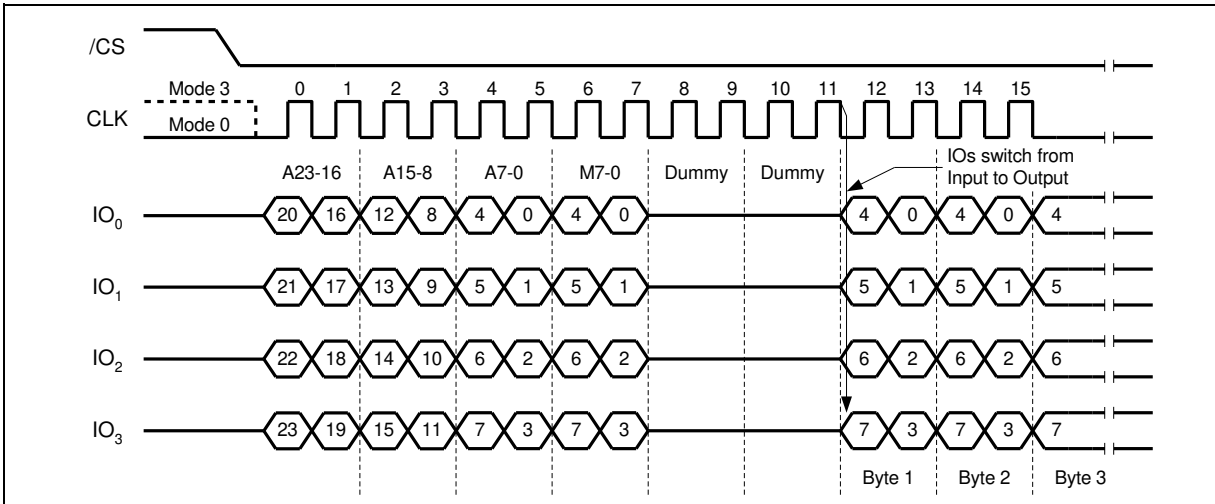 /CS
Mode 3 0 1 2 3 4 5 6 7 8 9 10 11 12 13 14 15
CLK
Mode 0
IOs switch from
Input to Output
A23-16 A15-8 A7-0 M7-0 Dummy Dummy
IO0 20 16 12 8 4 0 4 0 4 0 4 0 4
IO1 21 17 13 9 5 1 5 1 5 1 5 1 5
IO2 22 18 14 10 6 2 6 2 6 2 6 2 6
IO3 23 19 15 11 7 3 7 3 7 3 7 3 7
Byte 1 Byte 2 Byte 3